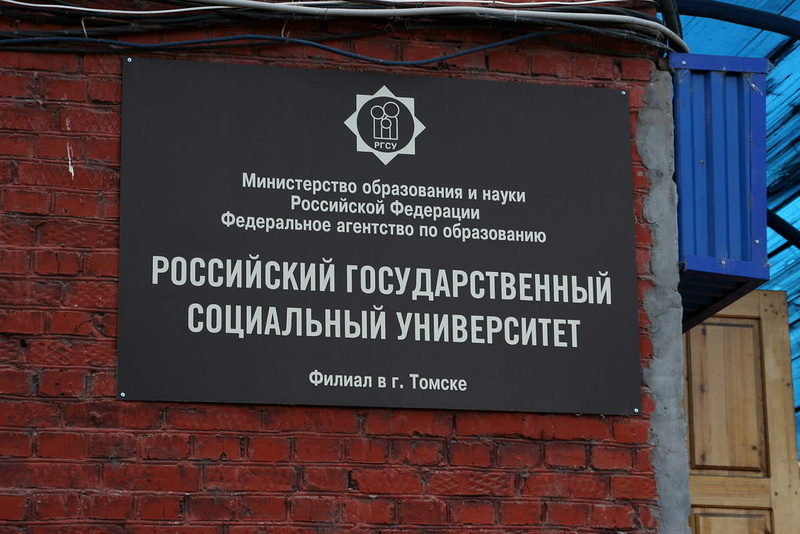 РГСУ
Министерство образования и науки
Российской Федерации
Федеральное агентство по образованию
РОССИЙСКИЙ ГОСУДАРСТВЕННЫЙ
СОЦИАЛЬНЫЙ УНИВЕРСИТЕТ
Филиал в г. Томске